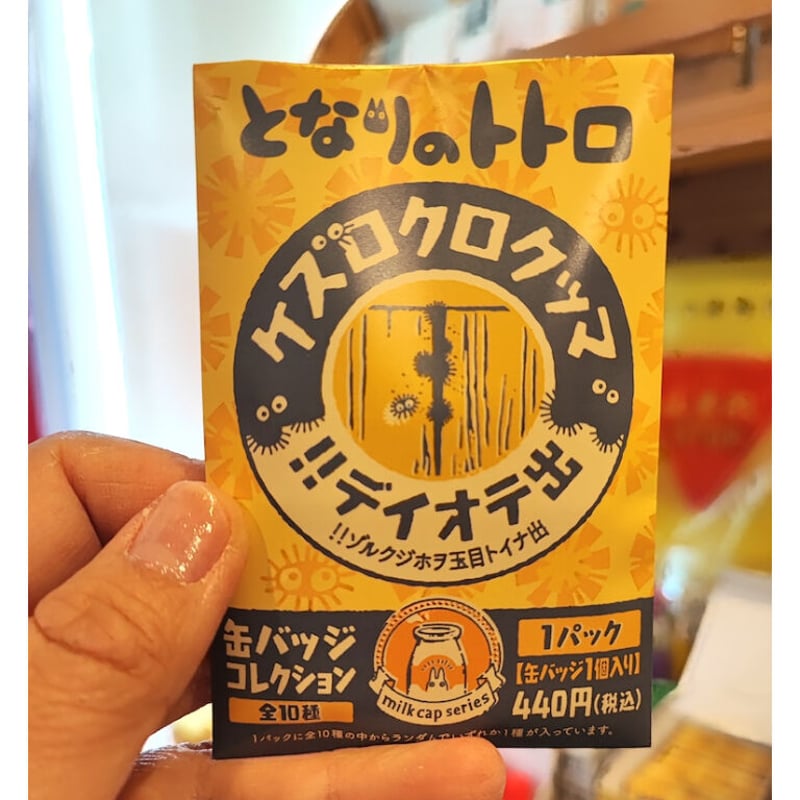 となりのトトロ
マックロクロスケ
出テオイデ!!
出ナイト目玉ヲホジクルゾ!!
缶バッジ
コレクション
全10種
milk cap series
1パック
【缶バッジ1個入り】
440円(税込)
1パックに全10種の中からランダムでいずれか1種が入っています。